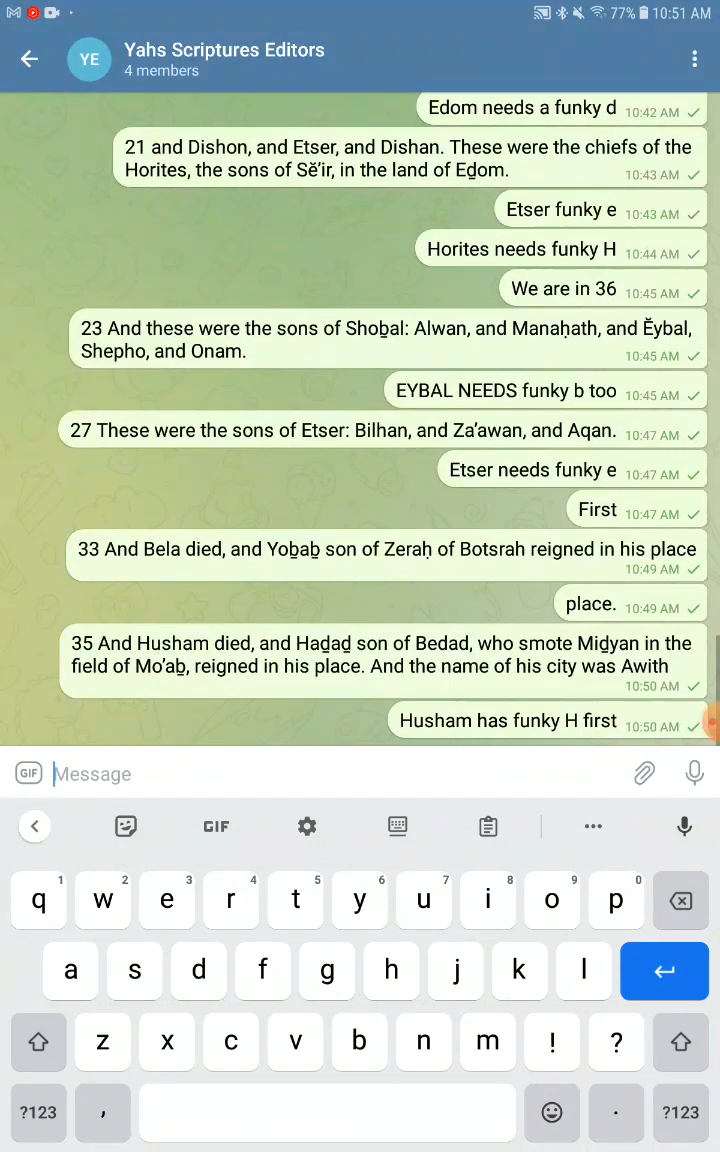 77% 10:51 AM
YE
Yahs Scriptures Editors
4 members
Edom needs a funky d 10:42 AM
21 and Dishon, and Etser, and Dishan. These were the chiefs of the
Horites, the sons of Sĕ'ir, in the land of Eḏom. 10:43 AM
Etser funky e 10:43 AM
Horites needs funky H 10:44 AM
We are in 36 10:45 AM
23 And these were the sons of Shoḇal: Alwan, and Manaḥath, and Ĕybal,
Shepho, and Onam. 10:45 AM
EYBAL NEEDS funky b too 10:45 AM
27 These were the sons of Etser: Bilhan, and Za'awan, and Aqan. 10:47 AM
Etser needs funky e 10:47 AM
First 10:47 AM
33 And Bela died, and Yoḇaḇ son of Zeraḥ of Botsrah reigned in his place
10:49 AM
place. 10:49 AM
35 And Husham died, and Haḏaḏ son of Bedad, who smote Miḏyan in the
field of Mo'aḇ, reigned in his place. And the name of his city was Awith
10:50 AM
Husham has funky H first 10:50 AM
GIF Message
GIF
1 2 3 4 5 6 7 8 9 0
q w e r t y u i o p
a s d f g h j k l
z x c v b n m ! ?
?123 , . ?123